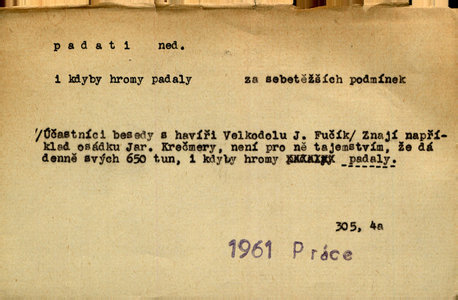 padati ned.
i kdyby hromy padaly za sebetěžších podmínek
/Účastníci besedy s havíři Velkodolu J. Fučík/ Znají napří-
klad osádku Jar. Krečmery, není pro ně tajemstvím, že dá
denně svých 650 tun, i kdyby hromy padaly.
305, 4a
1961 Práce